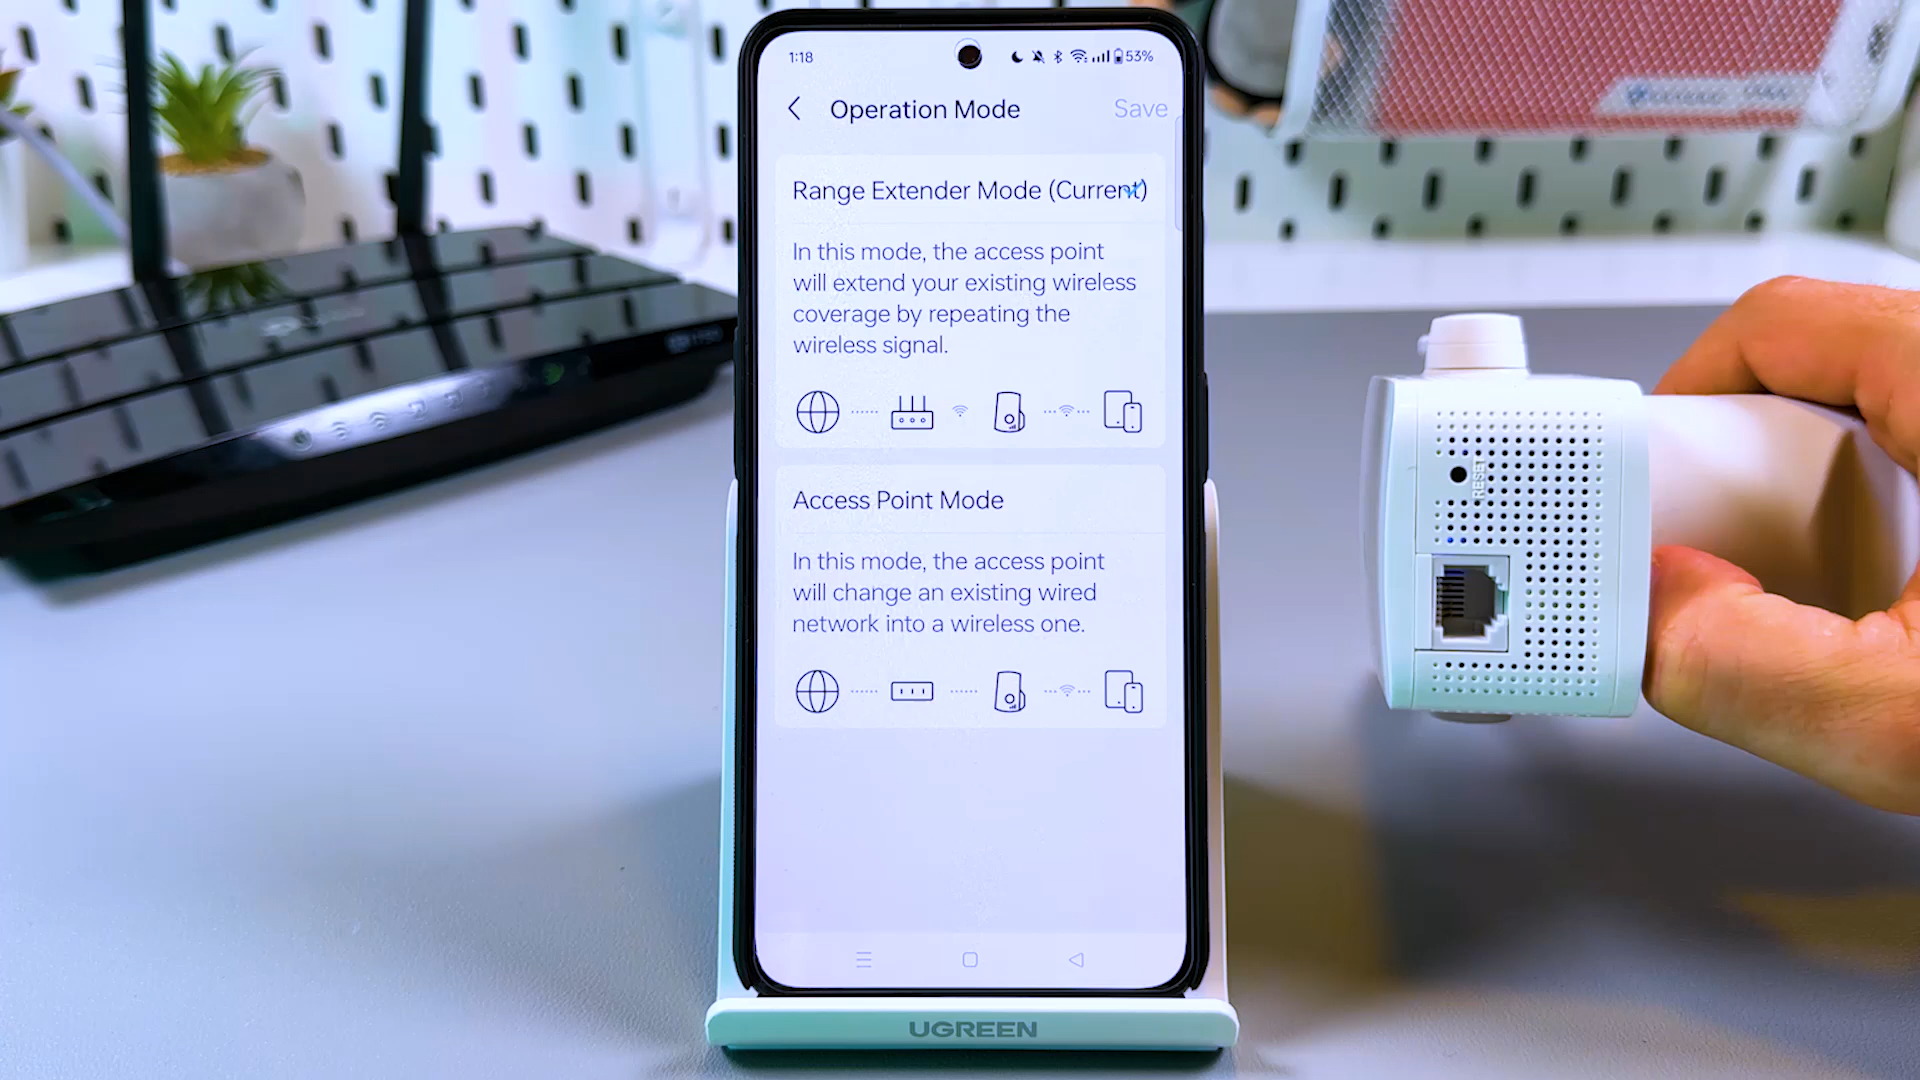 1:18
53%
Operation Mode
Save
Range Extender Mode (Current)
In this mode, the access point
will extend your existing wireless
coverage by repeating the
wireless signal.
Access Point Mode
In this mode, the access point
will change an existing wired
network into a wireless one.
RESET
UGREEN